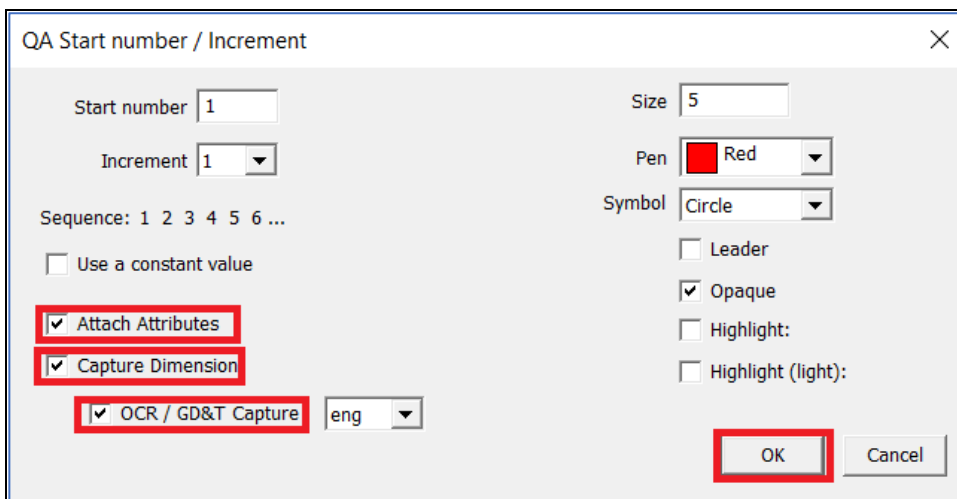 QA Start number / Increment
Start number 1
Increment 1
Sequence: 1 2 3 4 5 6 ...
Use a constant value
Attach Attributes
Capture Dimension
OCR / GD&T Capture eng
Size 5
Pen Red
Symbol Circle
Leader
Opaque
Highlight:
Highlight (light):
OK Cancel